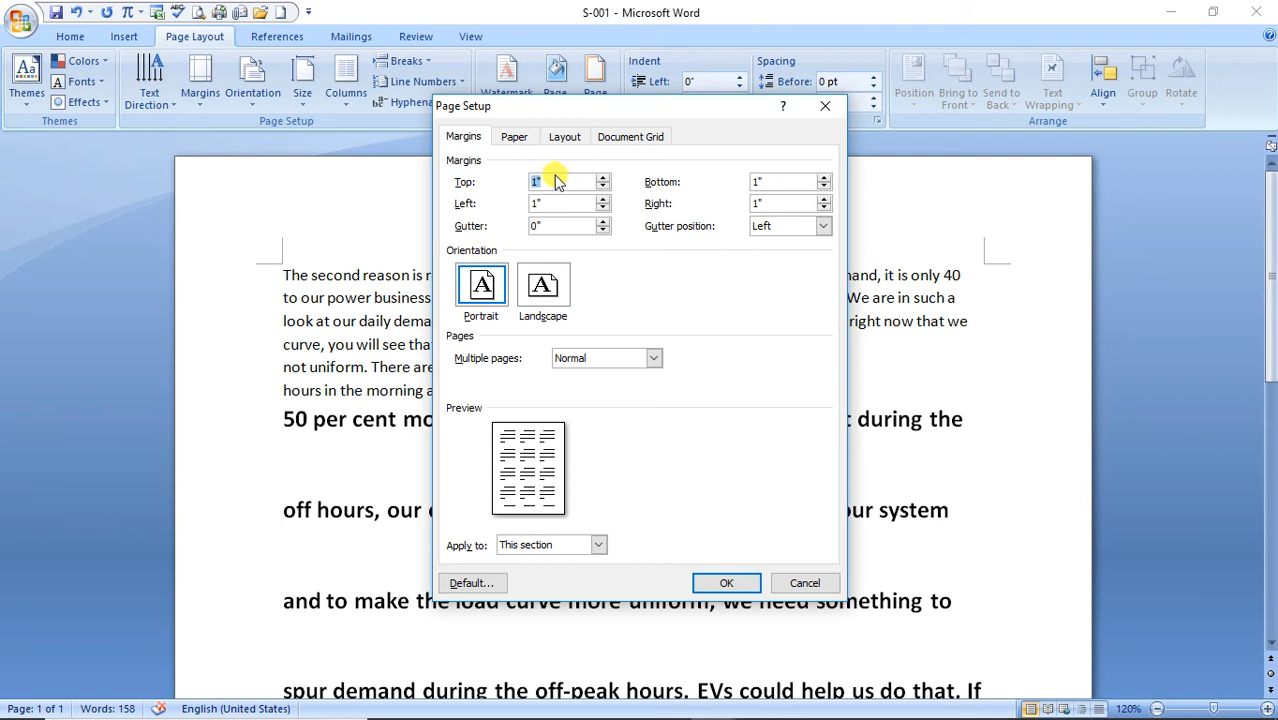 S-001 - Microsoft Word
Home Insert Page Layout References Mailings Review View
Themes
Colors
Fonts
Effects
Themes
Text Direction
Margins
Orientation
Size
Columns
Breaks
Line Numbers
Page Setup
Watermark
Page
Page
Indent
Left: 0"
Spacing
Before: 0 pt
Position
Bring to Front
Send to Back
Text Wrapping
Align
Group
Rotate
Arrange
Page Setup
Margins Paper Layout Document Grid
Margins
Top: 1" Bottom: 1"
Left: 1" Right: 1"
Gutter: 0" Gutter position: Left
Orientation
Portrait Landscape
Pages
Multiple pages: Normal
Preview
Apply to: This section
Default... OK Cancel
The second reason is it is only 40
to our power business We are in such a
look at our daily right now that we
curve, you will see
not uniform. There are
hours in the morning
50 per cent during the
off hours, our system
and to make the load curve more uniform, we need something to
spur demand during the off-peak hours. EVs could help us do that. If
Page: 1 of 1 Words: 158 English (United States) 120%